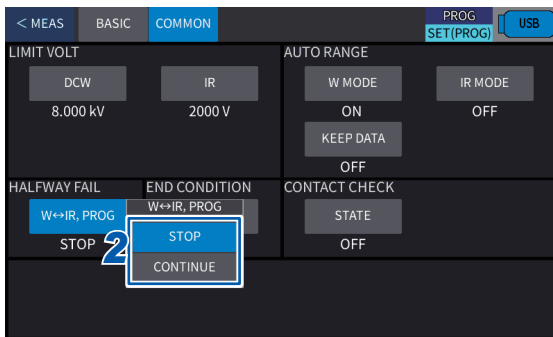 < MEAS BASIC COMMON PROG SET(PROG) USB
LIMIT VOLT AUTO RANGE
DCW IR W MODE IR MODE
8.000 kV 2000 V ON OFF
KEEP DATA
OFF
HALFWAY FAIL END CONDITION CONTACT CHECK
W↔IR, PROG W↔IR, PROG STATE
STOP 2 STOP OFF
CONTINUE